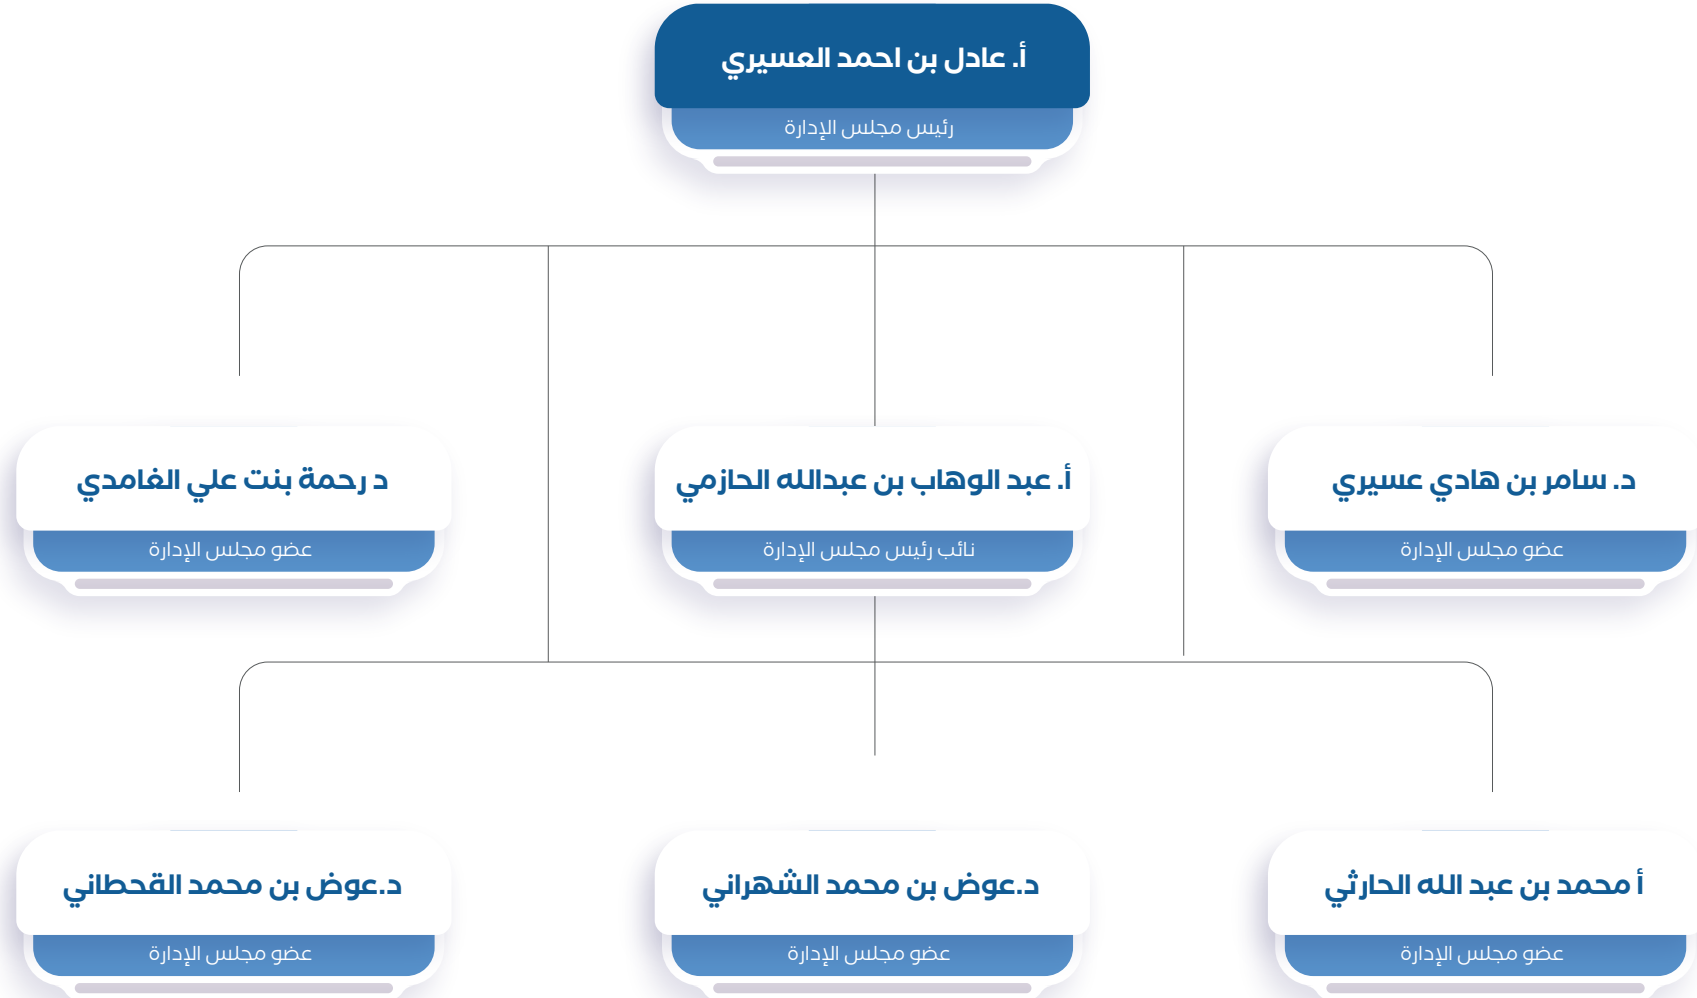 أ. عادل بن احمد العسيري
رئيس مجلس الإدارة
د. سامر بن هادي عسيري
عضو مجلس الإدارة
أ. عبد الوهاب بن عبدالله الحازمي
نائب رئيس مجلس الإدارة
د رحمة بنت علي الغامدي
عضو مجلس الإدارة
أ محمد بن عبد الله الحارثي
عضو مجلس الإدارة
د.عوض بن محمد الشهراني
عضو مجلس الإدارة
د.عوض بن محمد القحطاني
عضو مجلس الإدارة